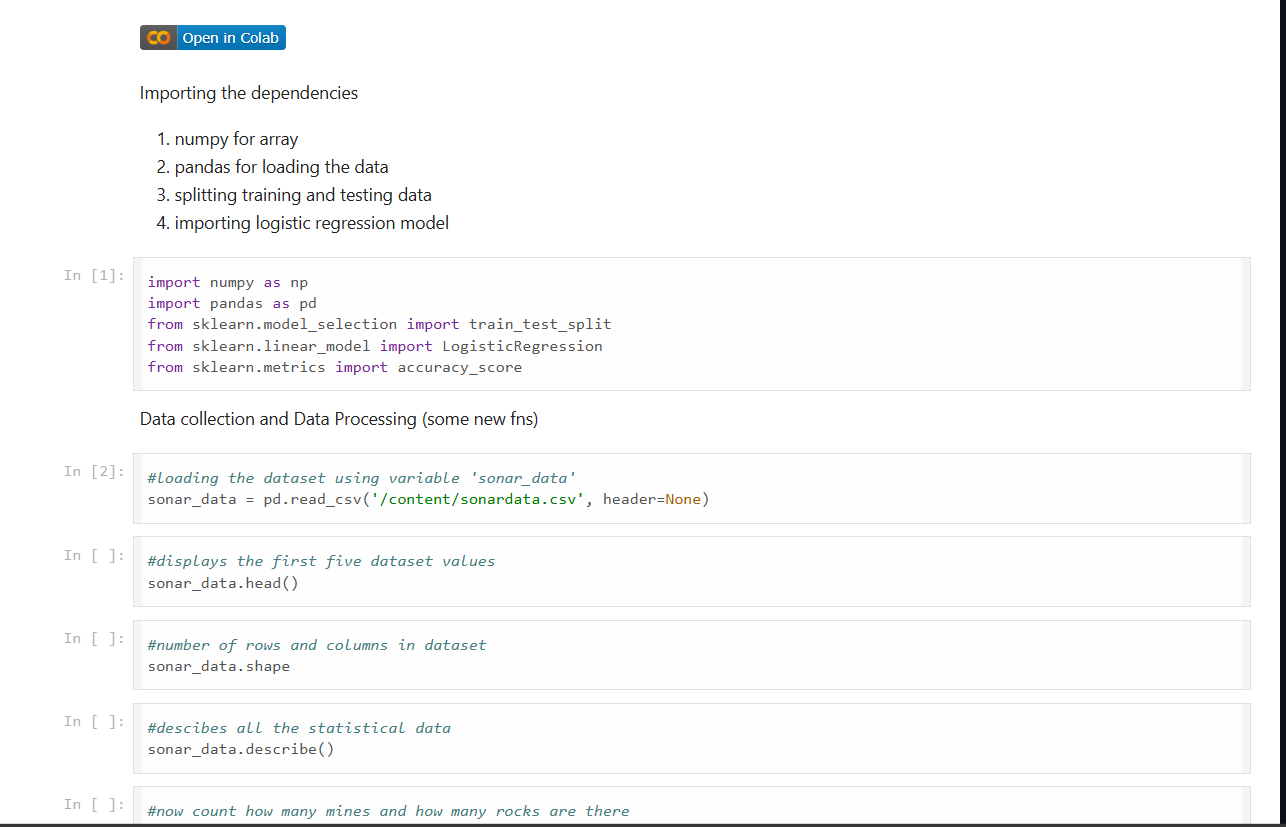 Open in Colab
Importing the dependencies
1. numpy for array
2. pandas for loading the data
3. splitting training and testing data
4. importing logistic regression model
In [1]:
import numpy as np
import pandas as pd
from sklearn.model_selection import train_test_split
from sklearn.linear_model import LogisticRegression
from sklearn.metrics import accuracy_score
Data collection and Data Processing (some new fns)
In [2]:
#loading the dataset using variable 'sonar_data'
sonar_data = pd.read_csv('/content/sonardata.csv', header=None)
In [ ]:
#displays the first five dataset values
sonar_data.head()
In [ ]:
#number of rows and columns in dataset
sonar_data.shape
In [ ]:
#descibes all the statistical data
sonar_data.describe()
In [ ]:
#now count how many mines and how many rocks are there